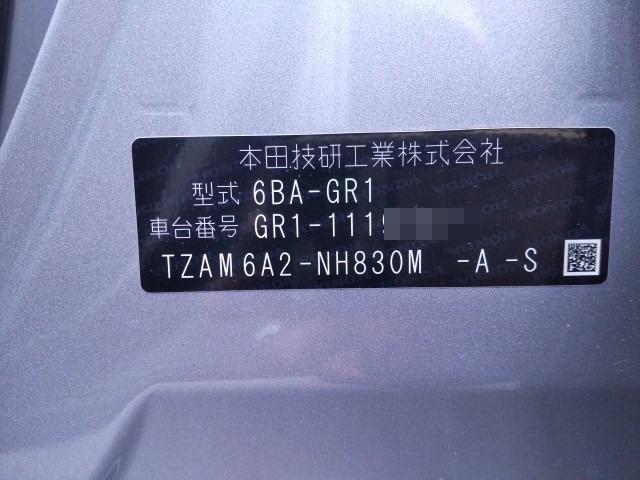 本田技研工業株式会社
型式 6BA-GR1
車台番号 GR1-1119
TZAM6A2-NH830M -A -S